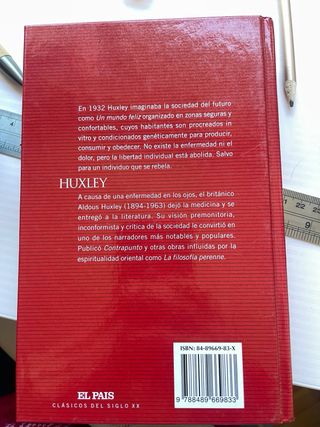 En 1932 Huxley imaginaba la sociedad del futuro
como Un mundo feliz organizado en zonas seguras y
confortables, cuyos habitantes son procreados in
vitro y condicionados genéticamente para producir,
consumir y obedecer. No existe la enfermedad ni el
dolor, pero la libertad individual está abolida. Salvo
para un individuo que se rebela.
HUXLEY
A causa de una enfermedad en los ojos, el británico
Aldous Huxley (1894-1963) dejó la medicina y se
entregó a la literatura. Su visión premonitoria,
inconformista y crítica de la sociedad le convirtió en
uno de los narradores más notables y populares.
Publicó Contrapunto y otras obras influidas por la
espiritualidad oriental como La filosofía perenne.
ISBN: 84-89669-83-X
9 788489 669833
EL PAIS
CLÁSICOS DEL SIGLO XX